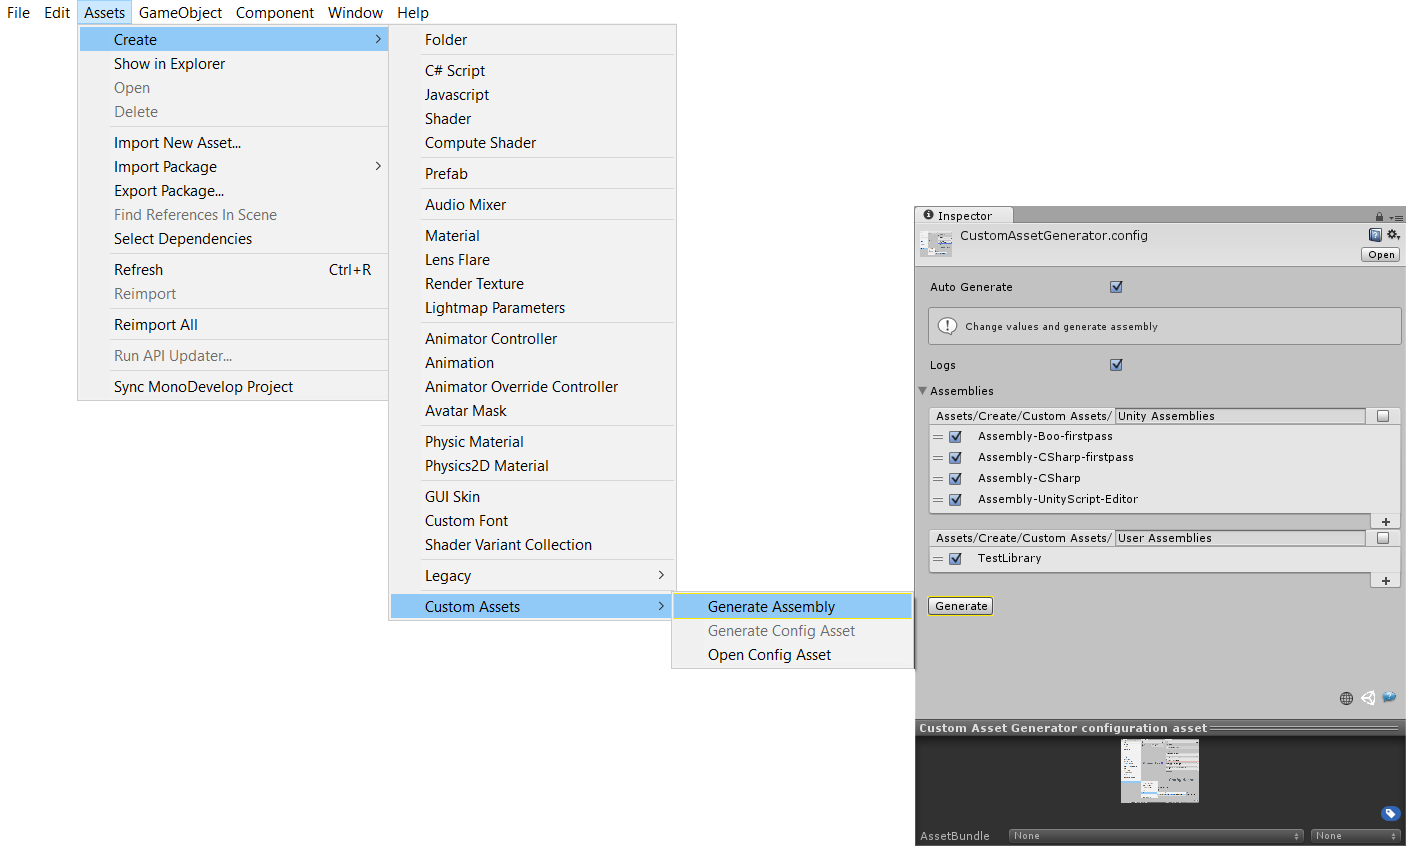 File Edit Assets GameObject Component Window Help
Create
Show in Explorer
Open
Delete
Import New Asset...
Import Package
Export Package...
Find References In Scene
Select Dependencies
Refresh Ctrl+R
Reimport
Reimport All
Run API Updater...
Sync MonoDevelop Project
Folder
C# Script
Javascript
Shader
Compute Shader
Prefab
Audio Mixer
Material
Lens Flare
Render Texture
Lightmap Parameters
Animator Controller
Animation
Animator Override Controller
Avatar Mask
Physic Material
Physics2D Material
GUI Skin
Custom Font
Shader Variant Collection
Legacy
Custom Assets
Generate Assembly
Generate Config Asset
Open Config Asset
Inspector
CustomAssetGenerator.config
Open
Auto Generate
Change values and generate assembly
Logs
Assemblies
Assets/Create/Custom Assets/ Unity Assemblies
Assembly-Boo-firstpass
Assembly-CSharp-firstpass
Assembly-CSharp
Assembly-UnityScript-Editor
Assets/Create/Custom Assets/ User Assemblies
TestLibrary
Generate
Custom Asset Generator configuration asset
AssetBundle None None